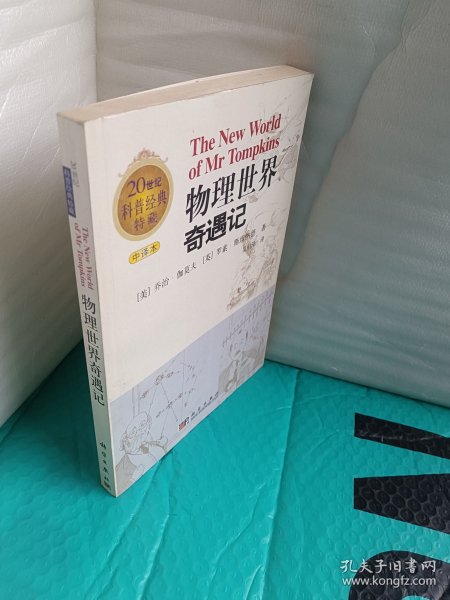 20世纪
科普经典
特藏
中译本
The New World
of Mr Tompkins
物理世界
奇遇记
[美] 乔治·伽莫夫 [英] 罗素 斯坦纳德 著
The New World
of Mr Tompkins
物理世界奇遇记
科学出版社
孔夫子旧书网
www.kongfz.com